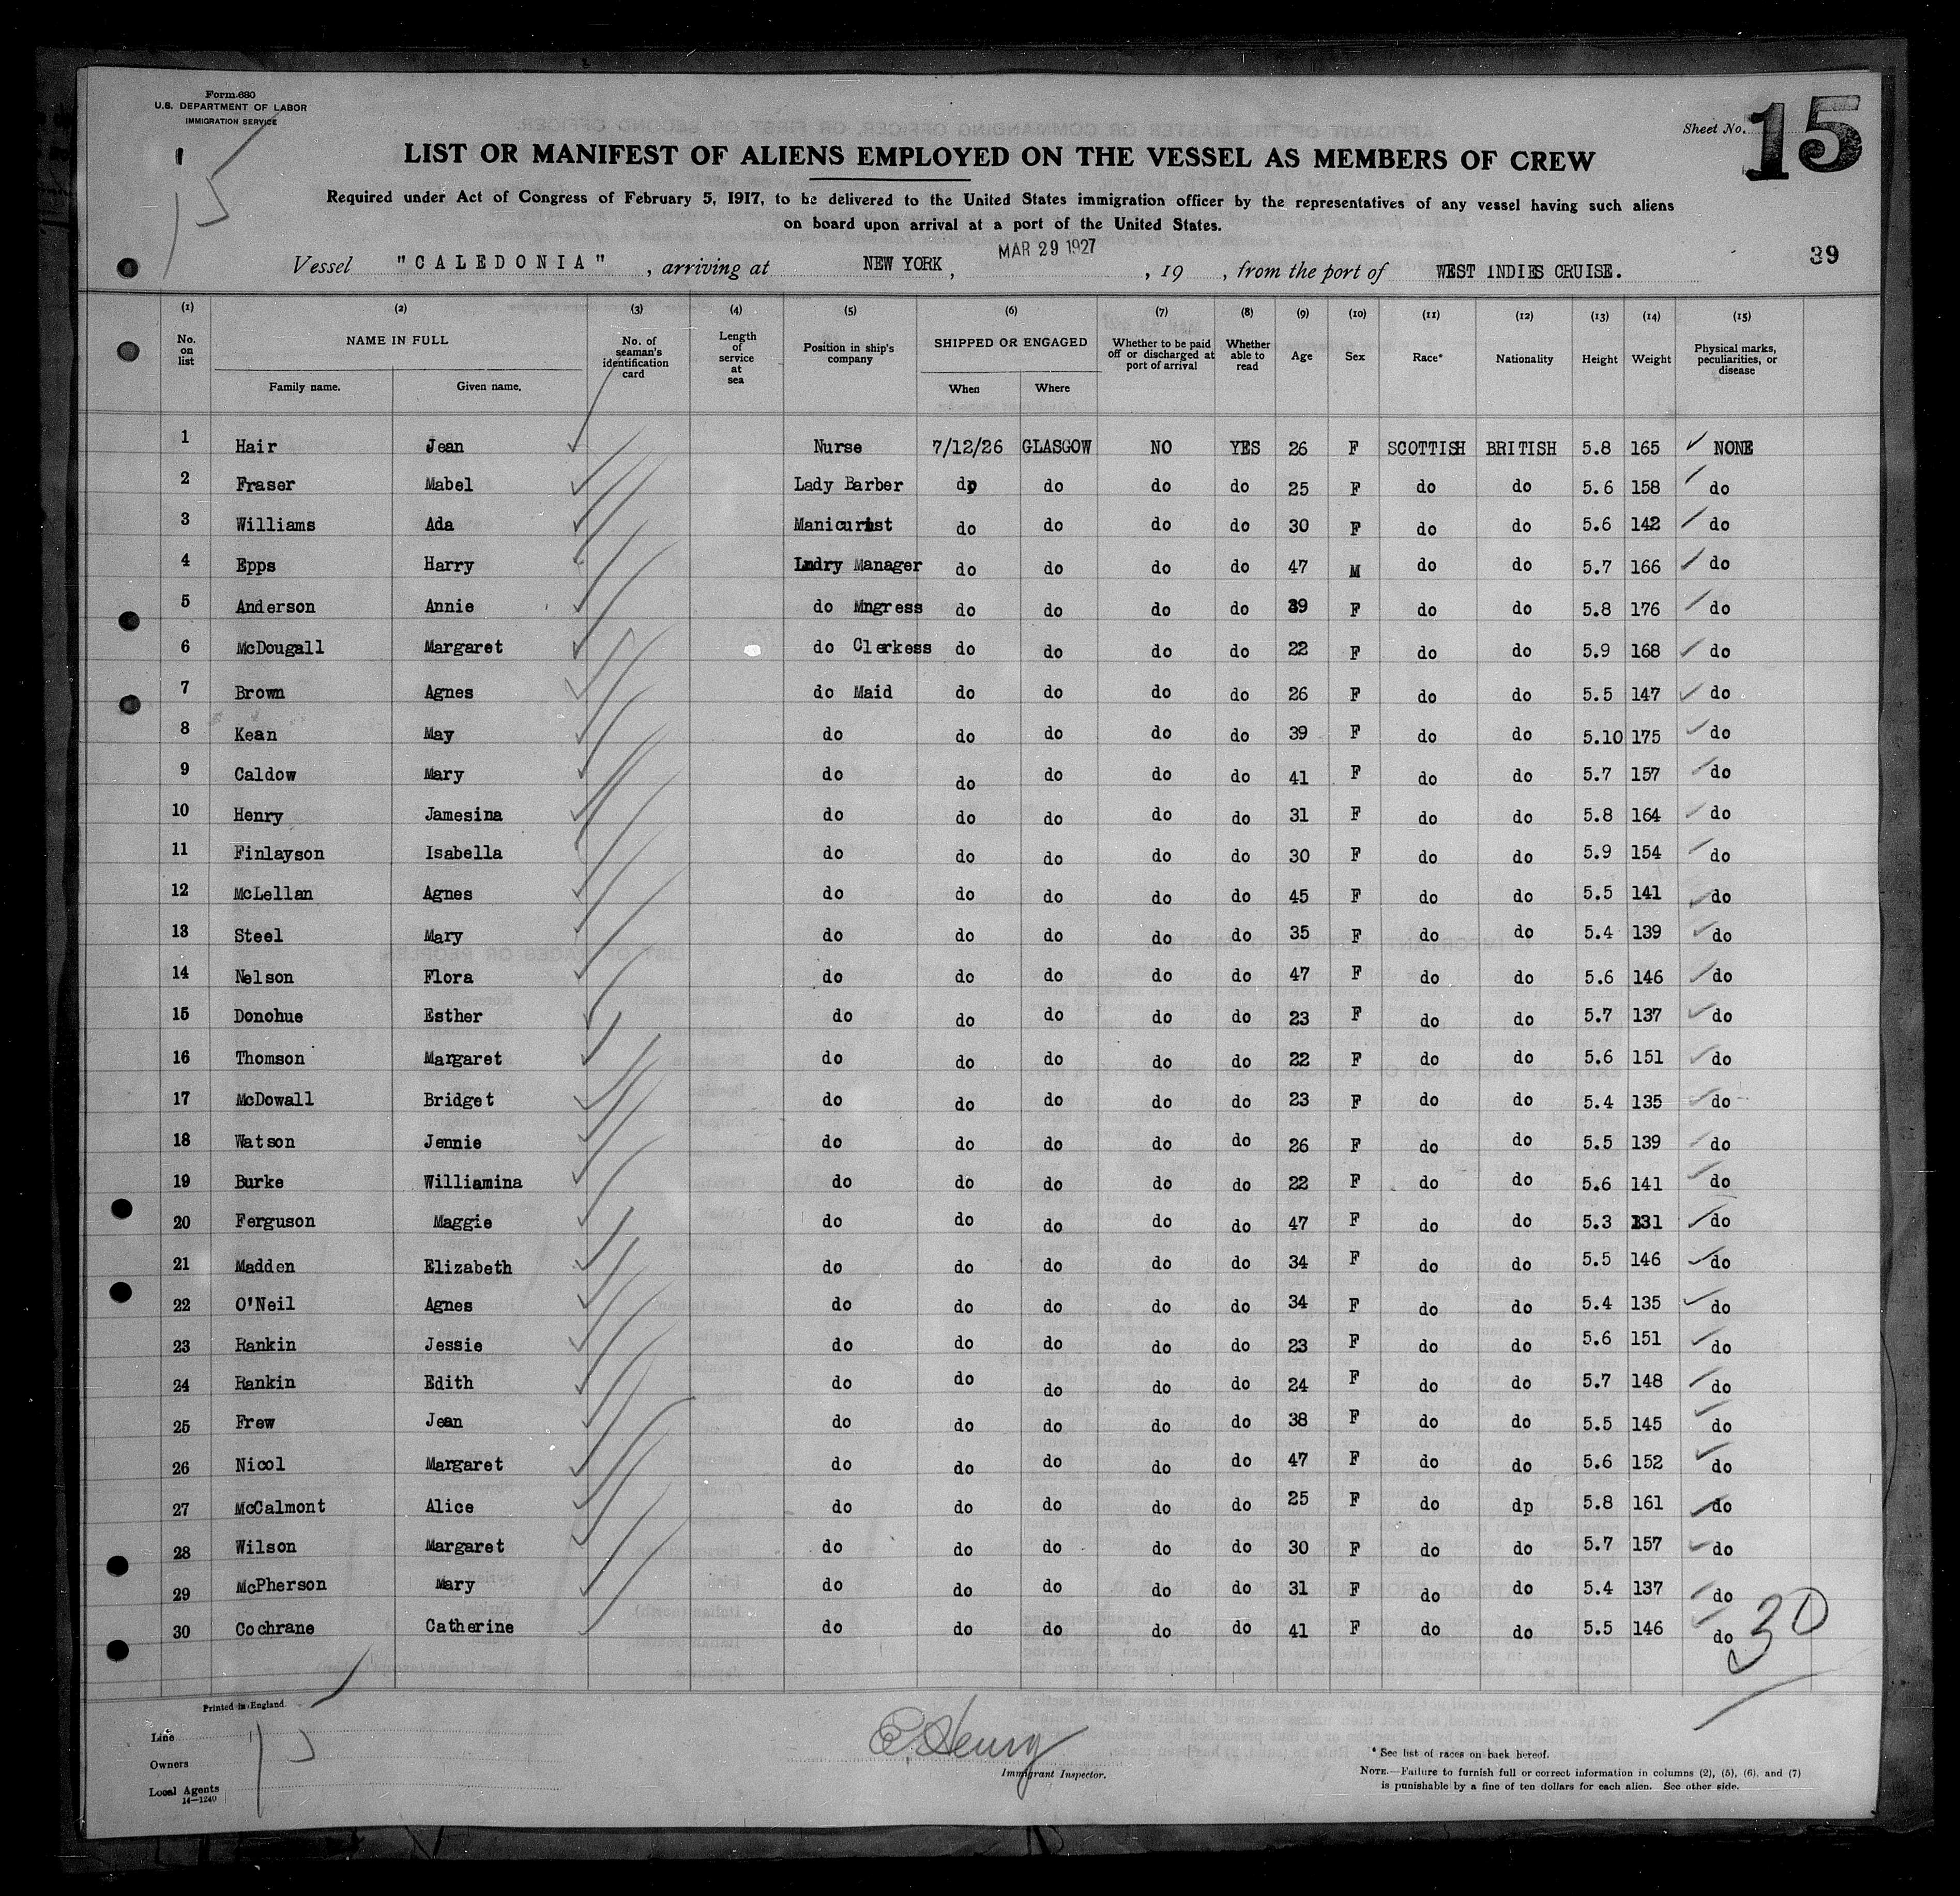 Form 680
U.S. DEPARTMENT OF LABOR
IMMIGRATION SERVICE
Sheet No. 15
15
LIST OR MANIFEST OF ALIENS EMPLOYED ON THE VESSEL AS MEMBERS OF CREW
Required under Act of Congress of February 5, 1917, to be delivered to the United States immigration officer by the representatives of any vessel having such aliens
on board upon arrival at a port of the United States.
39
Vessel "CALEDONIA", arriving at NEW YORK, MAR 29 1927, 19 , from the port of WEST INDIES CRUISE.
(1) (2) (3) (4) (5) (6) (7) (8) (9) (10) (11) (12) (13) (14) (15)
No. on list NAME IN FULL Family name. Given name. No. of seaman's identification card Length of service at sea Position in ship's company SHIPPED OR ENGAGED When Where Whether to be paid off or discharged at port of arrival Whether able to read Age Sex Race* Nationality Height Weight Physical marks, peculiarities, or disease
1 Hair Jean Nurse 7/12/26 GLASGOW NO YES 26 F SCOTTISH BRITISH 5.8 165 NONE
2 Fraser Mabel Lady Barber do do do do 25 F do do 5.6 158 do
3 Williams Ada Manicurist do do do do 30 F do do 5.6 142 do
4 Epps Harry Lndry Manager do do do do 47 M do do 5.7 166 do
5 Anderson Annie do Mngress do do do do 39 F do do 5.8 176 do
6 McDougall Margaret do Clerkess do do do do 22 F do do 5.9 168 do
7 Brown Agnes do Maid do do do do 26 F do do 5.5 147 do
8 Kean May do do do do do 39 F do do 5.10 175 do
9 Caldow Mary do do do do do 41 F do do 5.7 157 do
10 Henry Jamesina do do do do do 31 F do do 5.8 164 do
11 Finlayson Isabella do do do do do 30 F do do 5.9 154 do
12 McLellan Agnes do do do do do 45 F do do 5.5 141 do
13 Steel Mary do do do do do 35 F do do 5.4 139 do
14 Nelson Flora do do do do do 47 F do do 5.6 146 do
15 Donohue Esther do do do do do 23 F do do 5.7 137 do
16 Thomson Margaret do do do do do 22 F do do 5.6 151 do
17 McDowall Bridget do do do do do 23 F do do 5.4 135 do
18 Watson Jennie do do do do do 26 F do do 5.5 139 do
19 Burke Williamina do do do do do 22 F do do 5.6 141 do
20 Ferguson Maggie do do do do do 47 F do do 5.3 131 do
21 Madden Elizabeth do do do do do 34 F do do 5.5 146 do
22 O'Neil Agnes do do do do do 34 F do do 5.4 135 do
23 Rankin Jessie do do do do do 23 F do do 5.6 151 do
24 Rankin Edith do do do do do 24 F do do 5.7 148 do
25 Frew Jean do do do do do 38 F do do 5.5 145 do
26 Nicol Margaret do do do do do 47 F do do 5.6 152 do
27 McCalmont Alice do do do do do 25 F do dp 5.8 161 do
28 Wilson Margaret do do do do do 30 F do do 5.7 157 do
29 McPherson Mary do do do do do 31 F do do 5.4 137 do
30 Cochrane Catherine do do do do do 41 F do do 5.5 146 do
30
Printed in England.
Line
Owners
Local Agents
14—1240
15
E Henry
Immigrant Inspector.
* See list of races on back hereof.
NOTE.—Failure to furnish full or correct information in columns (2), (5), (6), and (7)
is punishable by a fine of ten dollars for each alien. See other side.